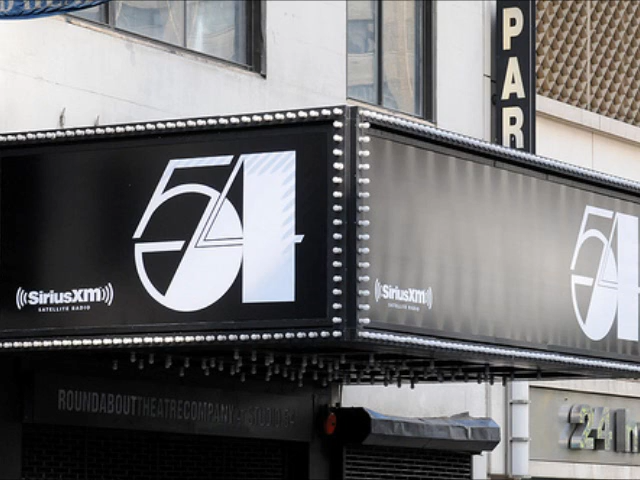 PAR
54
54
((SiriusXM))
SATELLITE RADIO
((SiriusXM))
SATELLITE RADIO
ROUNDABOUTTHEATRECOMPANY
24 h